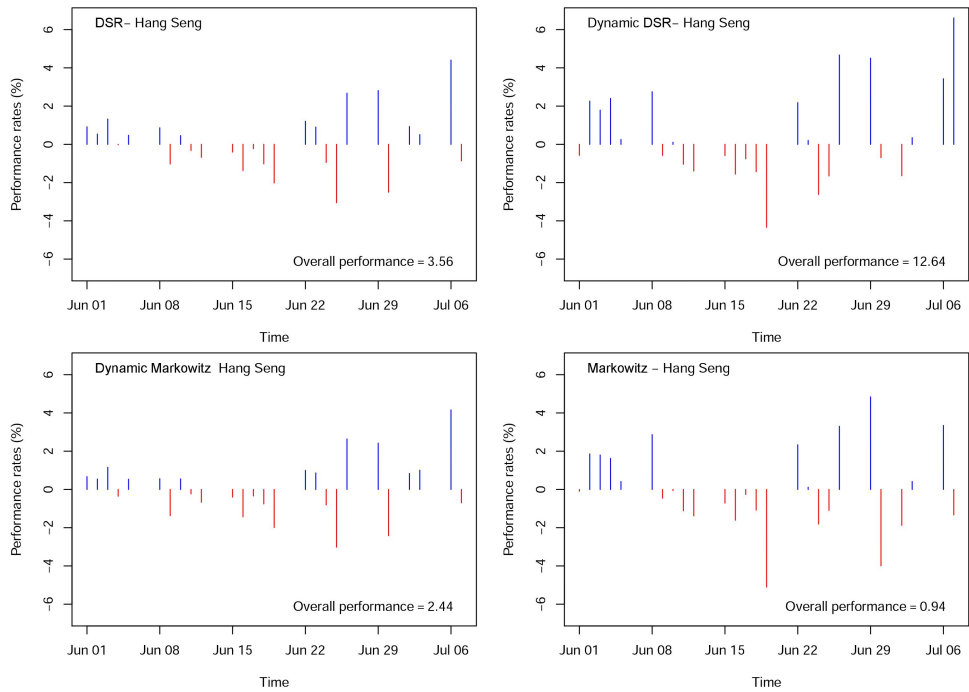 DSR– Hang Seng
Performance rates (%)
6
4
2
0
−2
−4
−6
Overall performance = 3.56
Jun 01 Jun 08 Jun 15 Jun 22 Jun 29 Jul 06
Time
Dynamic DSR– Hang Seng
Performance rates (%)
6
4
2
0
−2
−4
−6
Overall performance = 12.64
Jun 01 Jun 08 Jun 15 Jun 22 Jun 29 Jul 06
Time
Dynamic Markowitz Hang Seng
Performance rates (%)
6
4
2
0
−2
−4
−6
Overall performance = 2.44
Jun 01 Jun 08 Jun 15 Jun 22 Jun 29 Jul 06
Time
Markowitz – Hang Seng
Performance rates (%)
6
4
2
0
−2
−4
−6
Overall performance = 0.94
Jun 01 Jun 08 Jun 15 Jun 22 Jun 29 Jul 06
Time